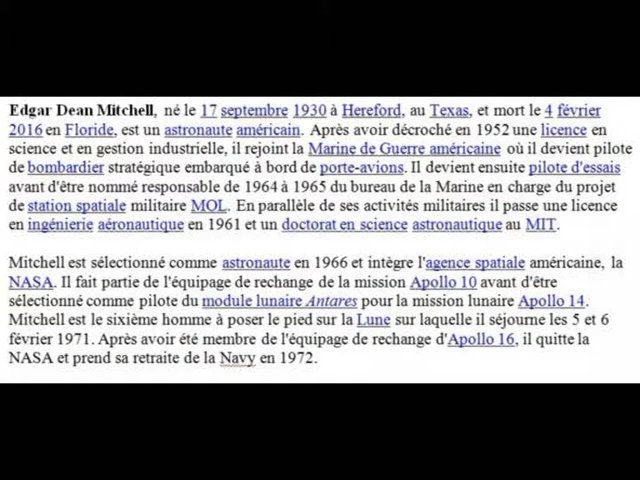 Edgar Dean Mitchell, né le 17 septembre 1930 à Hereford, au Texas, et mort le 4 février
2016 en Floride, est un astronaute américain. Après avoir décroché en 1952 une licence en
science et en gestion industrielle, il rejoint la Marine de Guerre américaine où il devient pilote
de bombardier stratégique embarqué à bord de porte-avions. Il devient ensuite pilote d'essais
avant d'être nommé responsable de 1964 à 1965 du bureau de la Marine en charge du projet
de station spatiale militaire MOL. En parallèle de ses activités militaires il passe une licence
en ingénierie aéronautique en 1961 et un doctorat en science astronautique au MIT.
Mitchell est sélectionné comme astronaute en 1966 et intègre l'agence spatiale américaine, la
NASA. Il fait partie de l'équipage de rechange de la mission Apollo 10 avant d'être
sélectionné comme pilote du module lunaire Antares pour la mission lunaire Apollo 14.
Mitchell est le sixième homme à poser le pied sur la Lune sur laquelle il séjourne les 5 et 6
février 1971. Après avoir été membre de l'équipage de rechange d'Apollo 16, il quitte la
NASA et prend sa retraite de la Navy en 1972.